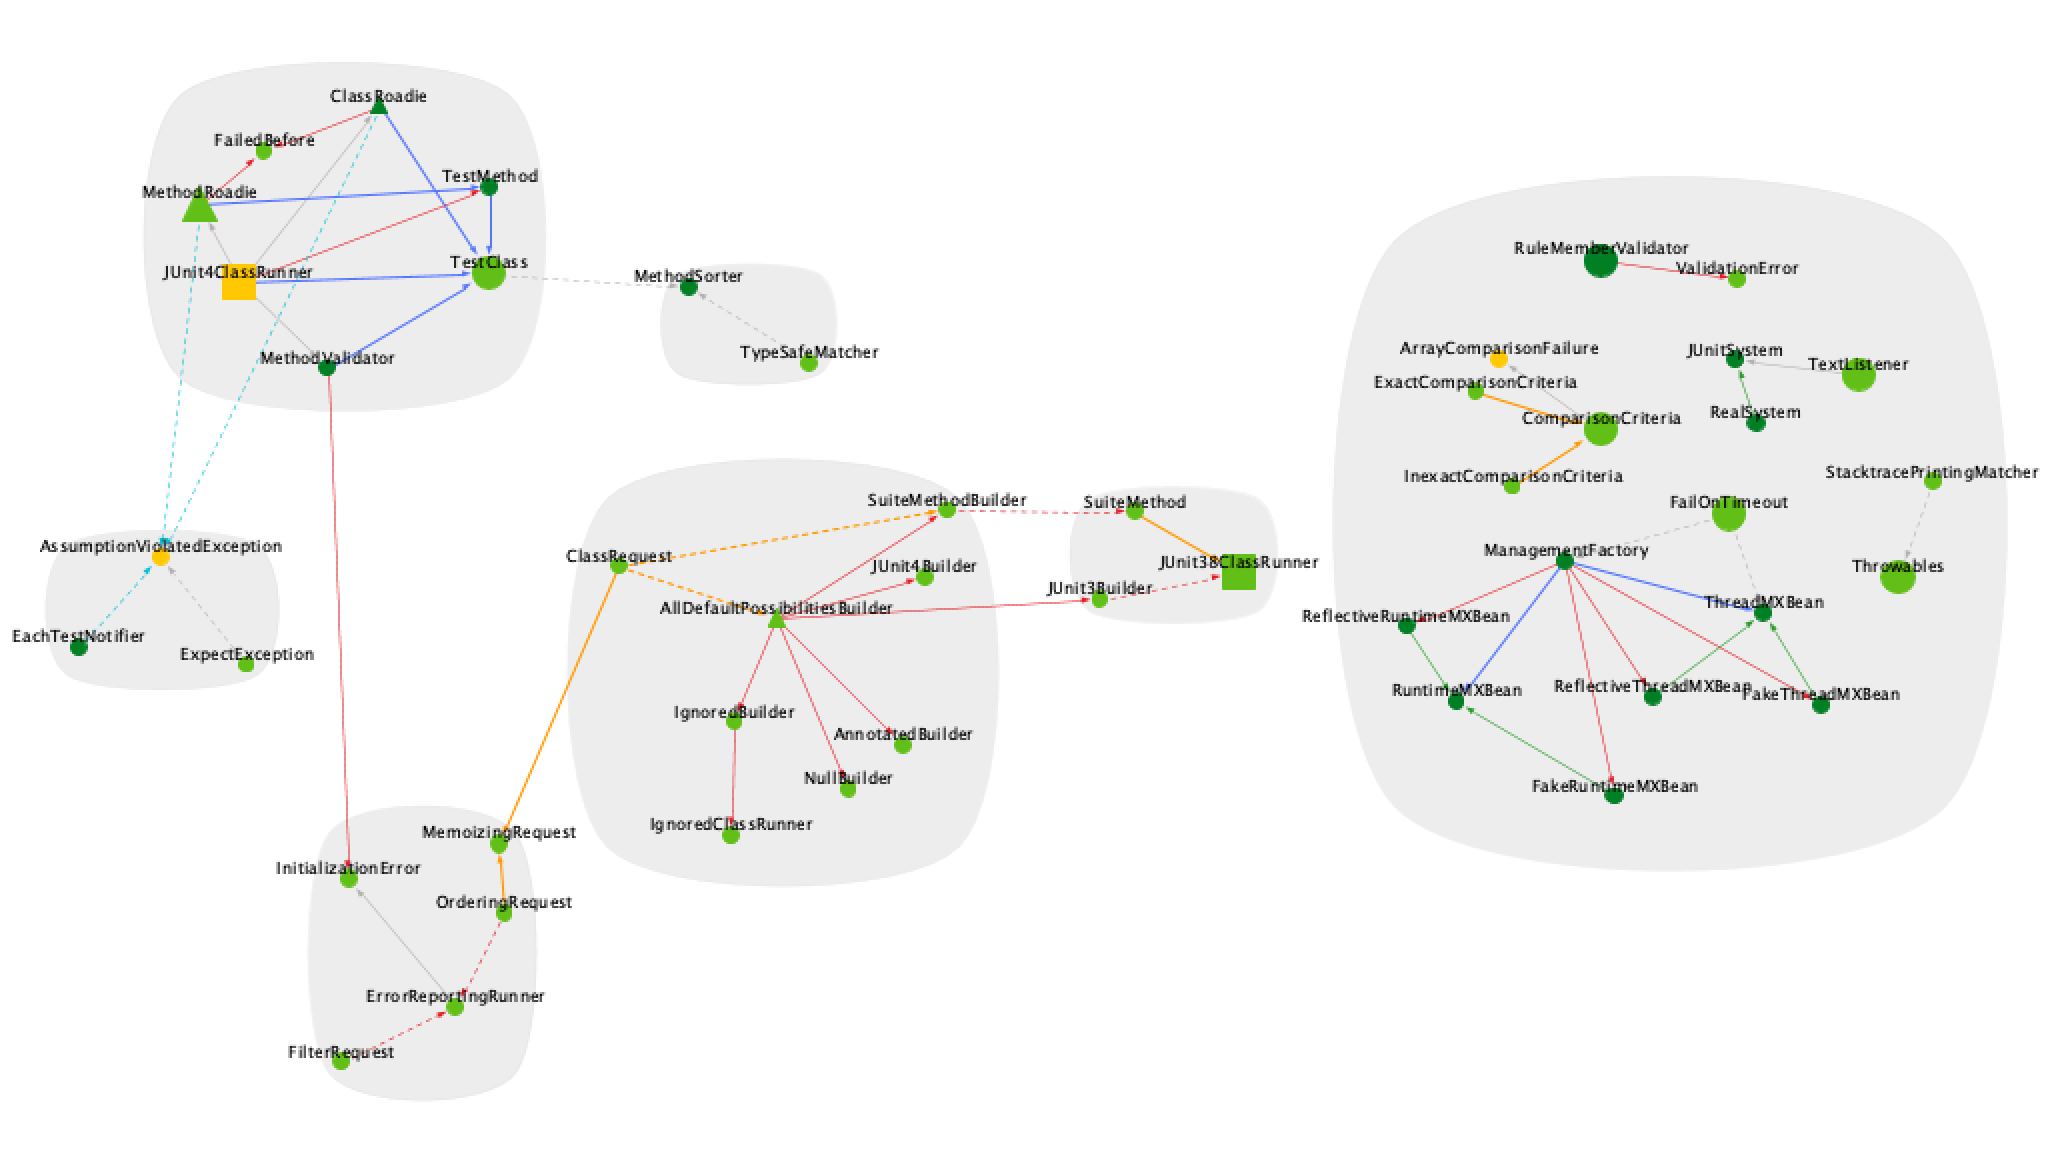 ClassRoadie
FailedBefore
TestMethod
MethodRoadie
TestClass
JUnit4ClassRunner
MethodValidator
MethodSorter
TypeSafeMatcher
AssumptionViolatedException
EachTestNotifier
ExpectException
SuiteMethodBuilder
SuiteMethod
ClassRequest
JUnit4Builder
JUnit38ClassRunner
JUnit3Builder
AllDefaultPossibilitiesBuilder
IgnoredBuilder
AnnotatedBuilder
NullBuilder
IgnoredClassRunner
MemoizingRequest
InitializationError
OrderingRequest
ErrorReportingRunner
FilterRequest
RuleMemberValidator
ValidationError
ArrayComparisonFailure
JUnitSystem
TextListener
ExactComparisonCriteria
ComparisonCriteria
RealSystem
InexactComparisonCriteria
StacktracePrintingMatcher
FailOnTimeout
ManagementFactory
Throwables
ThreadMXBean
ReflectiveRuntimeMXBean
RuntimeMXBean
ReflectiveThreadMXBean
FakeThreadMXBean
FakeRuntimeMXBean